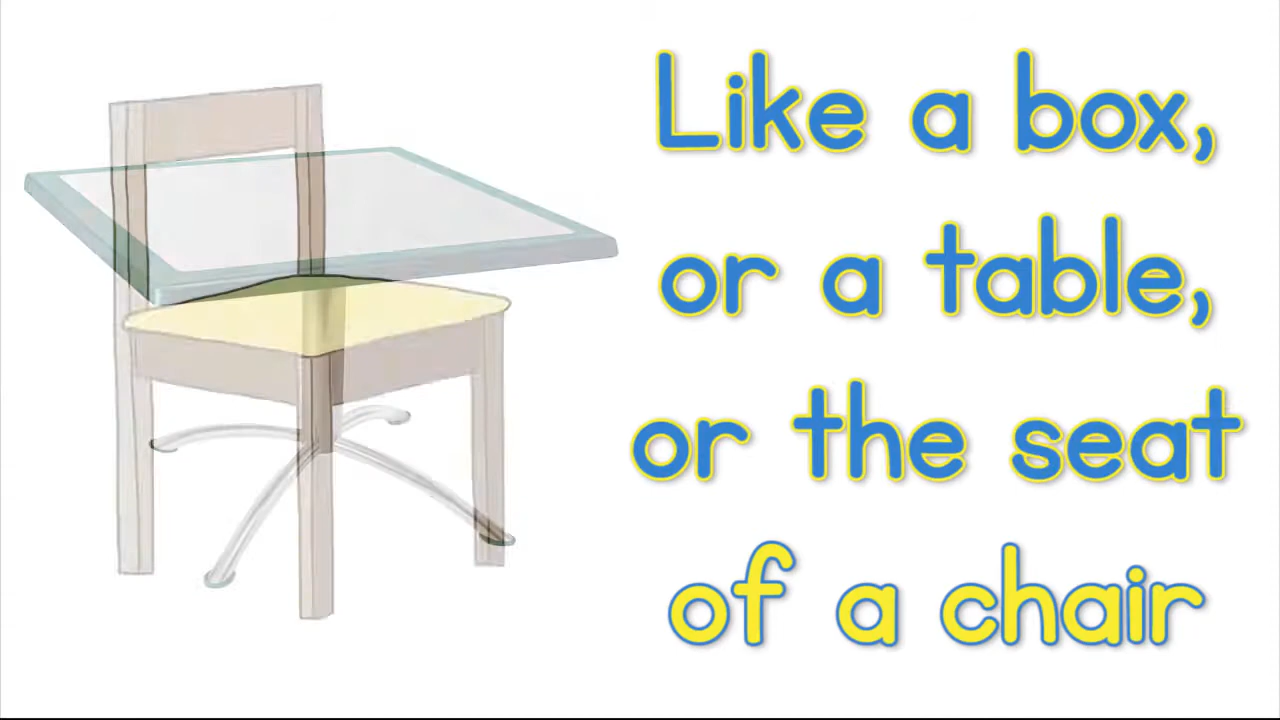 Like a box,
or a table,
or the seat
of a chair